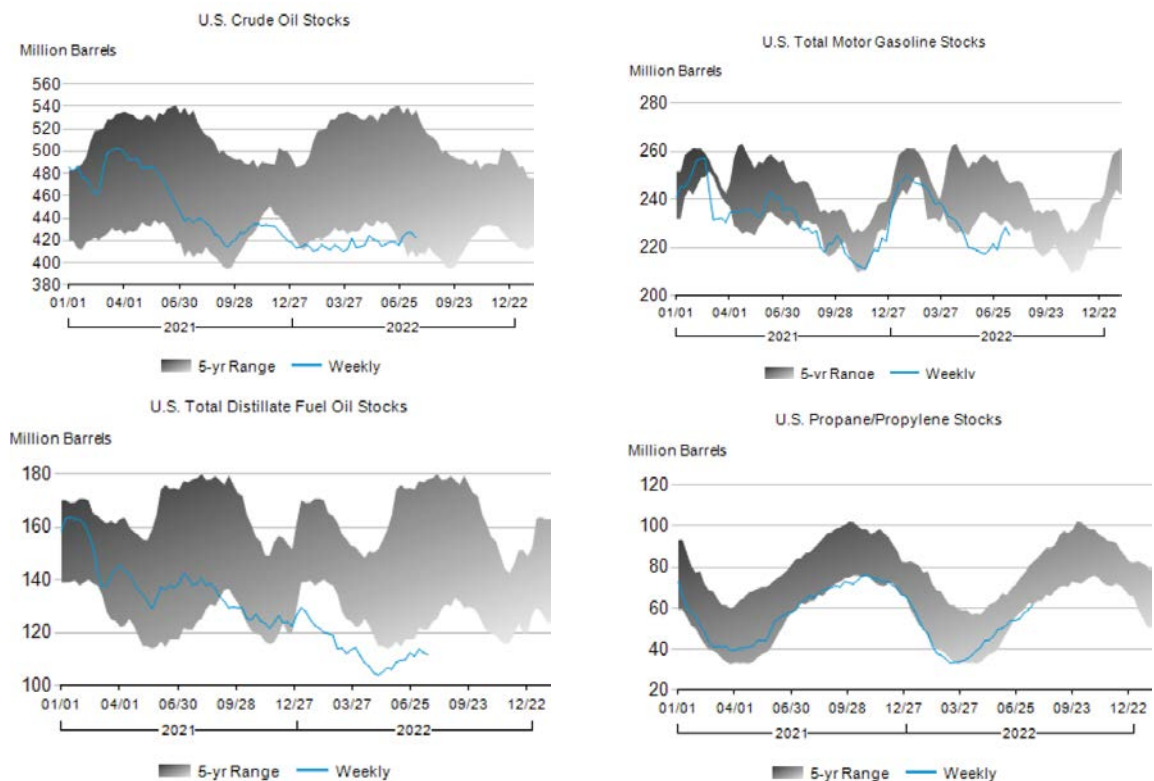 U.S. Crude Oil Stocks
Million Barrels
560
540
520
500
480
460
440
420
400
380
01/01 04/01 06/30 09/28 12/27 03/27 06/25 09/23 12/22
2021 2022
5-yr Range Weekly
U.S. Total Motor Gasoline Stocks
Million Barrels
280
260
240
220
200
01/01 04/01 06/30 09/28 12/27 03/27 06/25 09/23 12/22
2021 2022
5-yr Range Weekly
U.S. Total Distillate Fuel Oil Stocks
Million Barrels
180
160
140
120
100
01/01 04/01 06/30 09/28 12/27 03/27 06/25 09/23 12/22
2021 2022
5-yr Range Weekly
U.S. Propane/Propylene Stocks
Million Barrels
120
100
80
60
40
20
01/01 04/01 06/30 09/28 12/27 03/27 06/25 09/23 12/22
2021 2022
5-yr Range Weekly